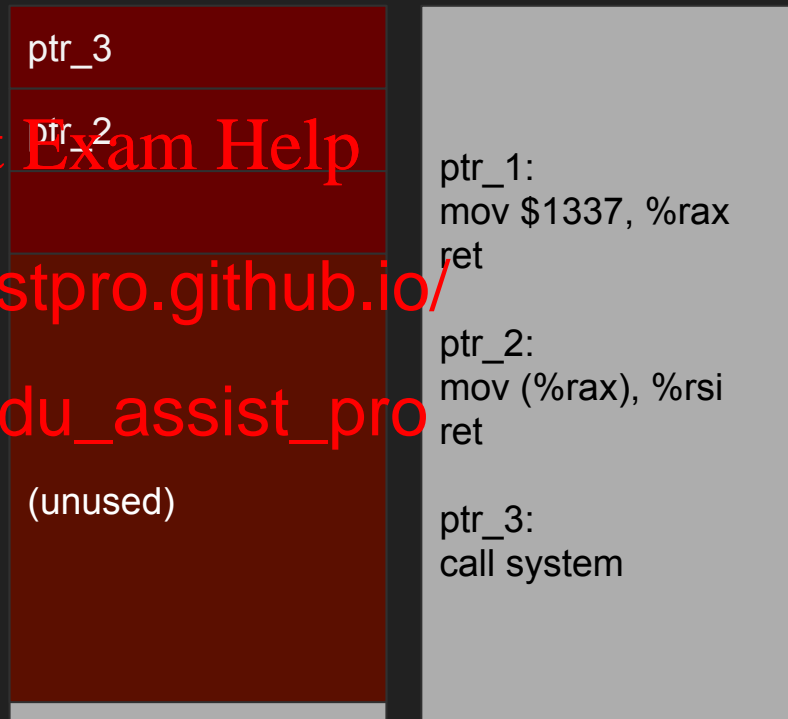 ptr_3
ptr_2
Exam Help
stpro.github.io/
du_assist_pro
(unused)
ptr_1:
mov $1337, %rax
ret
ptr_2:
mov (%rax), %rsi
ret
ptr_3:
call system